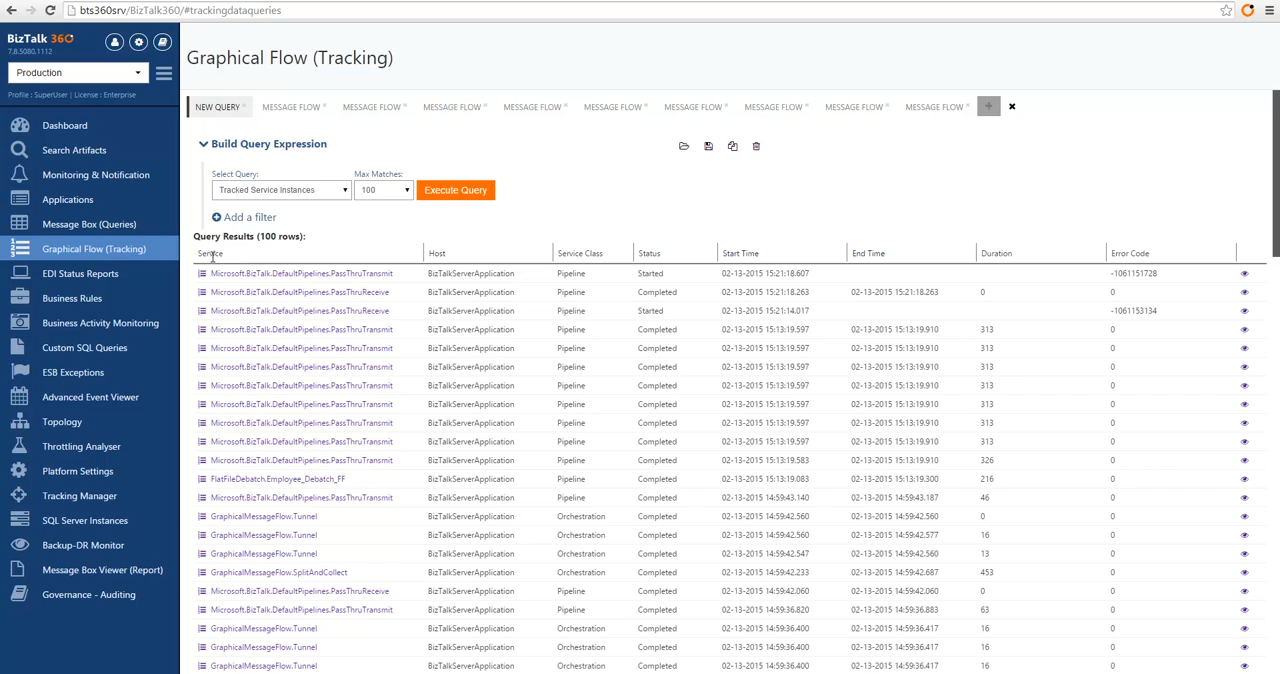 bts360srv/BizTalk360/#trackingdataqueries
BizTalk 360
7.8.5080.1112
Production
Profile : SuperUser | License : Enterprise
Dashboard
Search Artifacts
Monitoring & Notification
Applications
Message Box (Queries)
Graphical Flow (Tracking)
EDI Status Reports
Business Rules
Business Activity Monitoring
Custom SQL Queries
ESB Exceptions
Advanced Event Viewer
Topology
Throttling Analyser
Platform Settings
Tracking Manager
SQL Server Instances
Backup-DR Monitor
Message Box Viewer (Report)
Governance - Auditing
Graphical Flow (Tracking)
NEW QUERY MESSAGE FLOW MESSAGE FLOW MESSAGE FLOW MESSAGE FLOW MESSAGE FLOW MESSAGE FLOW MESSAGE FLOW MESSAGE FLOW MESSAGE FLOW
Build Query Expression
Select Query: Max Matches:
Tracked Service Instances 100 Execute Query
Add a filter
Query Results (100 rows):
Service Host Service Class Status Start Time End Time Duration Error Code
Microsoft.BizTalk.DefaultPipelines.PassThruTransmit BizTalkServerApplication Pipeline Started 02-13-2015 15:21:18.607 -1061151728
Microsoft.BizTalk.DefaultPipelines.PassThruReceive BizTalkServerApplication Pipeline Completed 02-13-2015 15:21:18.263 02-13-2015 15:21:18.263 0 0
Microsoft.BizTalk.DefaultPipelines.PassThruReceive BizTalkServerApplication Pipeline Started 02-13-2015 15:21:14.017 -1061153134
Microsoft.BizTalk.DefaultPipelines.PassThruTransmit BizTalkServerApplication Pipeline Completed 02-13-2015 15:13:19.597 02-13-2015 15:13:19.910 313 0
Microsoft.BizTalk.DefaultPipelines.PassThruTransmit BizTalkServerApplication Pipeline Completed 02-13-2015 15:13:19.597 02-13-2015 15:13:19.910 313 0
Microsoft.BizTalk.DefaultPipelines.PassThruTransmit BizTalkServerApplication Pipeline Completed 02-13-2015 15:13:19.597 02-13-2015 15:13:19.910 313 0
Microsoft.BizTalk.DefaultPipelines.PassThruTransmit BizTalkServerApplication Pipeline Completed 02-13-2015 15:13:19.597 02-13-2015 15:13:19.910 313 0
Microsoft.BizTalk.DefaultPipelines.PassThruTransmit BizTalkServerApplication Pipeline Completed 02-13-2015 15:13:19.597 02-13-2015 15:13:19.910 313 0
Microsoft.BizTalk.DefaultPipelines.PassThruTransmit BizTalkServerApplication Pipeline Completed 02-13-2015 15:13:19.597 02-13-2015 15:13:19.910 313 0
Microsoft.BizTalk.DefaultPipelines.PassThruTransmit BizTalkServerApplication Pipeline Completed 02-13-2015 15:13:19.597 02-13-2015 15:13:19.910 313 0
Microsoft.BizTalk.DefaultPipelines.PassThruTransmit BizTalkServerApplication Pipeline Completed 02-13-2015 15:13:19.583 02-13-2015 15:13:19.910 326 0
FlatFileDebatch.Employee_Debatch_FF BizTalkServerApplication Pipeline Completed 02-13-2015 15:13:19.083 02-13-2015 15:13:19.300 216 0
Microsoft.BizTalk.DefaultPipelines.PassThruTransmit BizTalkServerApplication Pipeline Completed 02-13-2015 14:59:43.140 02-13-2015 14:59:43.187 46 0
GraphicalMessageFlow.Tunnel BizTalkServerApplication Orchestration Completed 02-13-2015 14:59:42.560 02-13-2015 14:59:42.560 0 0
GraphicalMessageFlow.Tunnel BizTalkServerApplication Orchestration Completed 02-13-2015 14:59:42.560 02-13-2015 14:59:42.577 16 0
GraphicalMessageFlow.Tunnel BizTalkServerApplication Orchestration Completed 02-13-2015 14:59:42.547 02-13-2015 14:59:42.560 13 0
GraphicalMessageFlow.SplitAndCollect BizTalkServerApplication Orchestration Completed 02-13-2015 14:59:42.233 02-13-2015 14:59:42.687 453 0
Microsoft.BizTalk.DefaultPipelines.PassThruReceive BizTalkServerApplication Pipeline Completed 02-13-2015 14:59:42.060 02-13-2015 14:59:42.060 0 0
Microsoft.BizTalk.DefaultPipelines.PassThruTransmit BizTalkServerApplication Pipeline Completed 02-13-2015 14:59:36.820 02-13-2015 14:59:36.883 63 0
GraphicalMessageFlow.Tunnel BizTalkServerApplication Orchestration Completed 02-13-2015 14:59:36.400 02-13-2015 14:59:36.417 16 0
GraphicalMessageFlow.Tunnel BizTalkServerApplication Orchestration Completed 02-13-2015 14:59:36.400 02-13-2015 14:59:36.417 16 0
GraphicalMessageFlow.Tunnel BizTalkServerApplication Orchestration Completed 02-13-2015 14:59:36.400 02-13-2015 14:59:36.417 16 0